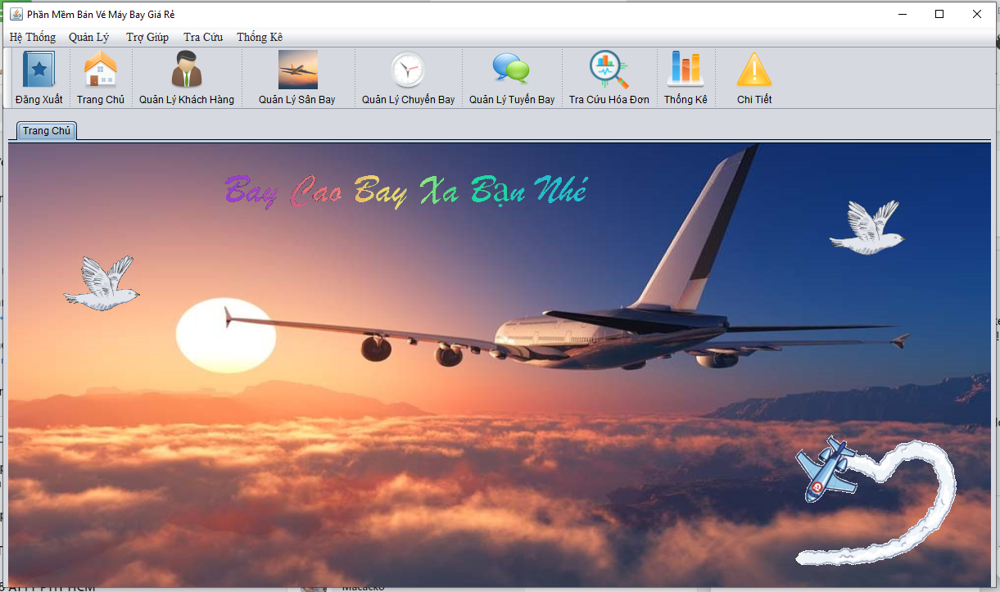 Phần Mềm Bán Vé Máy Bay Giá Rẻ
Hệ Thống Quản Lý Trợ Giúp Tra Cứu Thống Kê
Đăng Xuất Trang Chủ Quản Lý Khách Hàng Quản Lý Sân Bay Quản Lý Chuyến Bay Quản Lý Tuyến Bay Tra Cứu Hóa Đơn Thống Kê Chi Tiết
Trang Chủ
Bay Cao Bay Xa Bạn Nhé